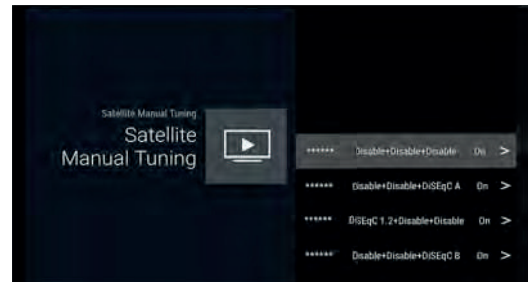 Satellite Manual Tuning
Satellite
Manual Tuning
****** Disable+Disable+Disable On >
****** Disable+Disable+DiSEqC A On >
****** DiSEqC 1.2+Disable+Disable On >
****** Disable+Disable+DiSEqC B On >